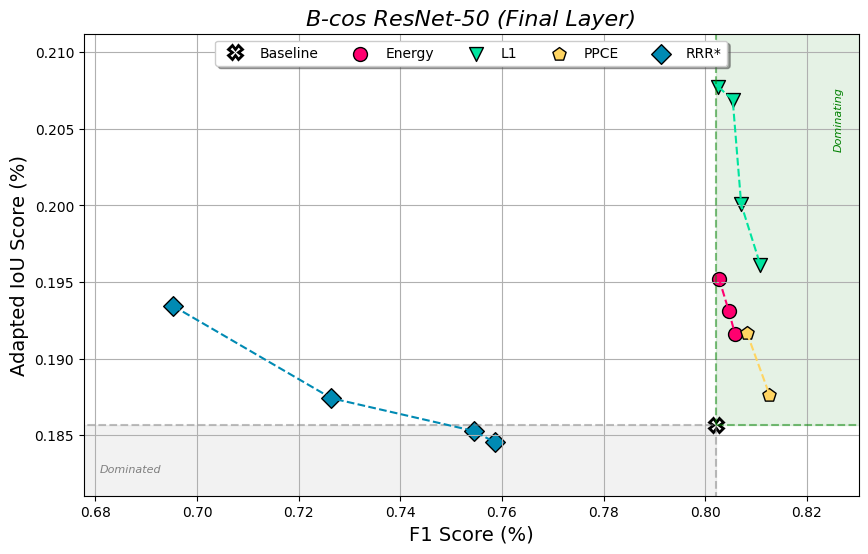 B-cos ResNet-50 (Final Layer)
Baseline Energy L1 PPCE RRR*
Dominating
Dominated
Adapted IoU Score (%)
0.210
0.205
0.200
0.195
0.190
0.185
0.68 0.70 0.72 0.74 0.76 0.78 0.80 0.82
F1 Score (%)